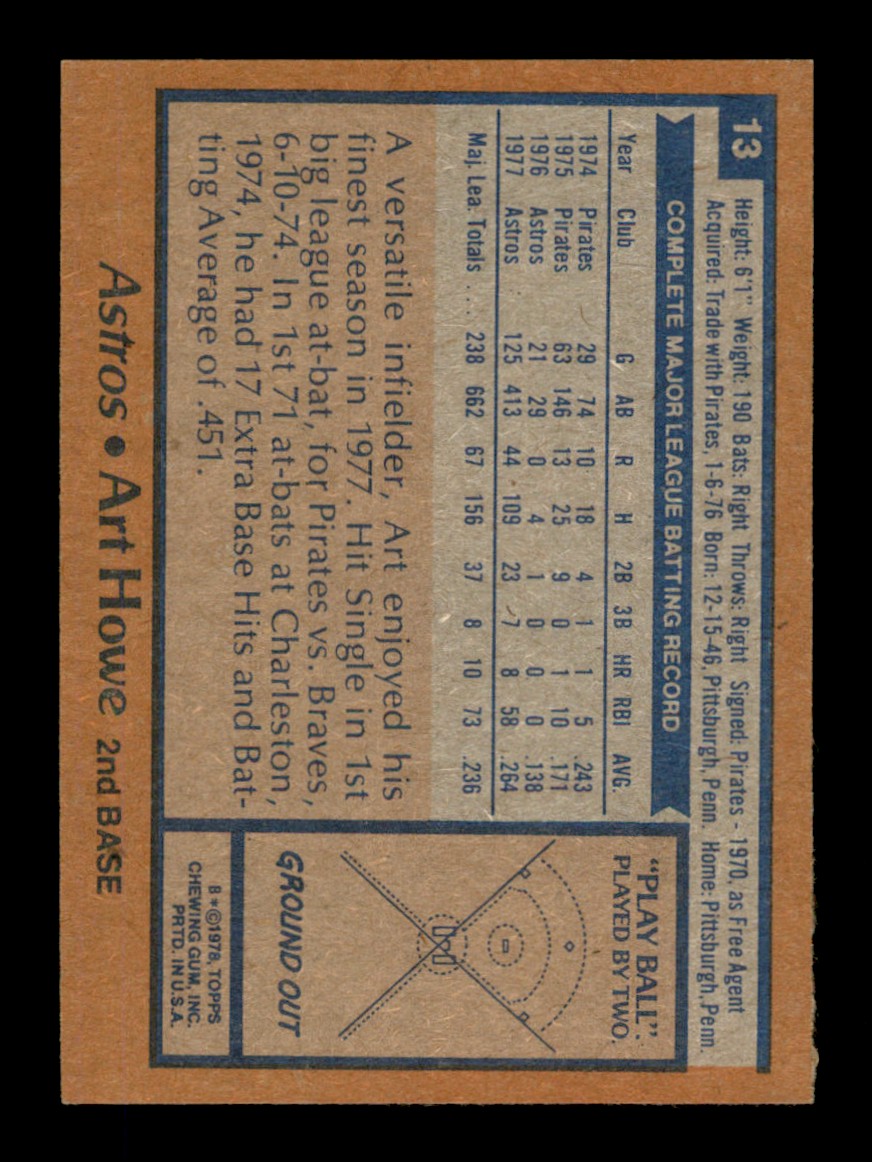 13
Height: 6'1" Weight: 190 Bats: Right Throws: Right Signed: Pirates - 1970, as Free Agent
Acquired: Trade with Pirates, 1-6-76 Born: 12-15-46, Pittsburgh, Penn. Home: Pittsburgh, Penn.
COMPLETE MAJOR LEAGUE BATTING RECORD
Year Club G AB R H 2B 3B HR RBI AVG.
1974 Pirates 29 74 10 18 4 1 1 5 .243
1975 Pirates 63 146 13 25 9 0 1 10 .171
1976 Astros 21 29 0 4 1 0 0 0 .138
1977 Astros 125 413 44 109 23 7 8 58 .264
Maj. Lea. Totals .... 238 662 67 156 37 8 10 73 .236
A versatile infielder, Art enjoyed his
finest season in 1977. Hit Single in 1st
big league at-bat, for Pirates vs. Braves,
6-10-74. In 1st 71 at-bats at Charleston,
1974, he had 17 Extra Base Hits and Bat-
ting Average of .451.
"PLAY BALL".
PLAYED BY TWO.
GROUND OUT
B*©1978, TOPPS
CHEWING GUM, INC.
PRTD. IN U.S.A.
Astros • Art Howe 2nd BASE